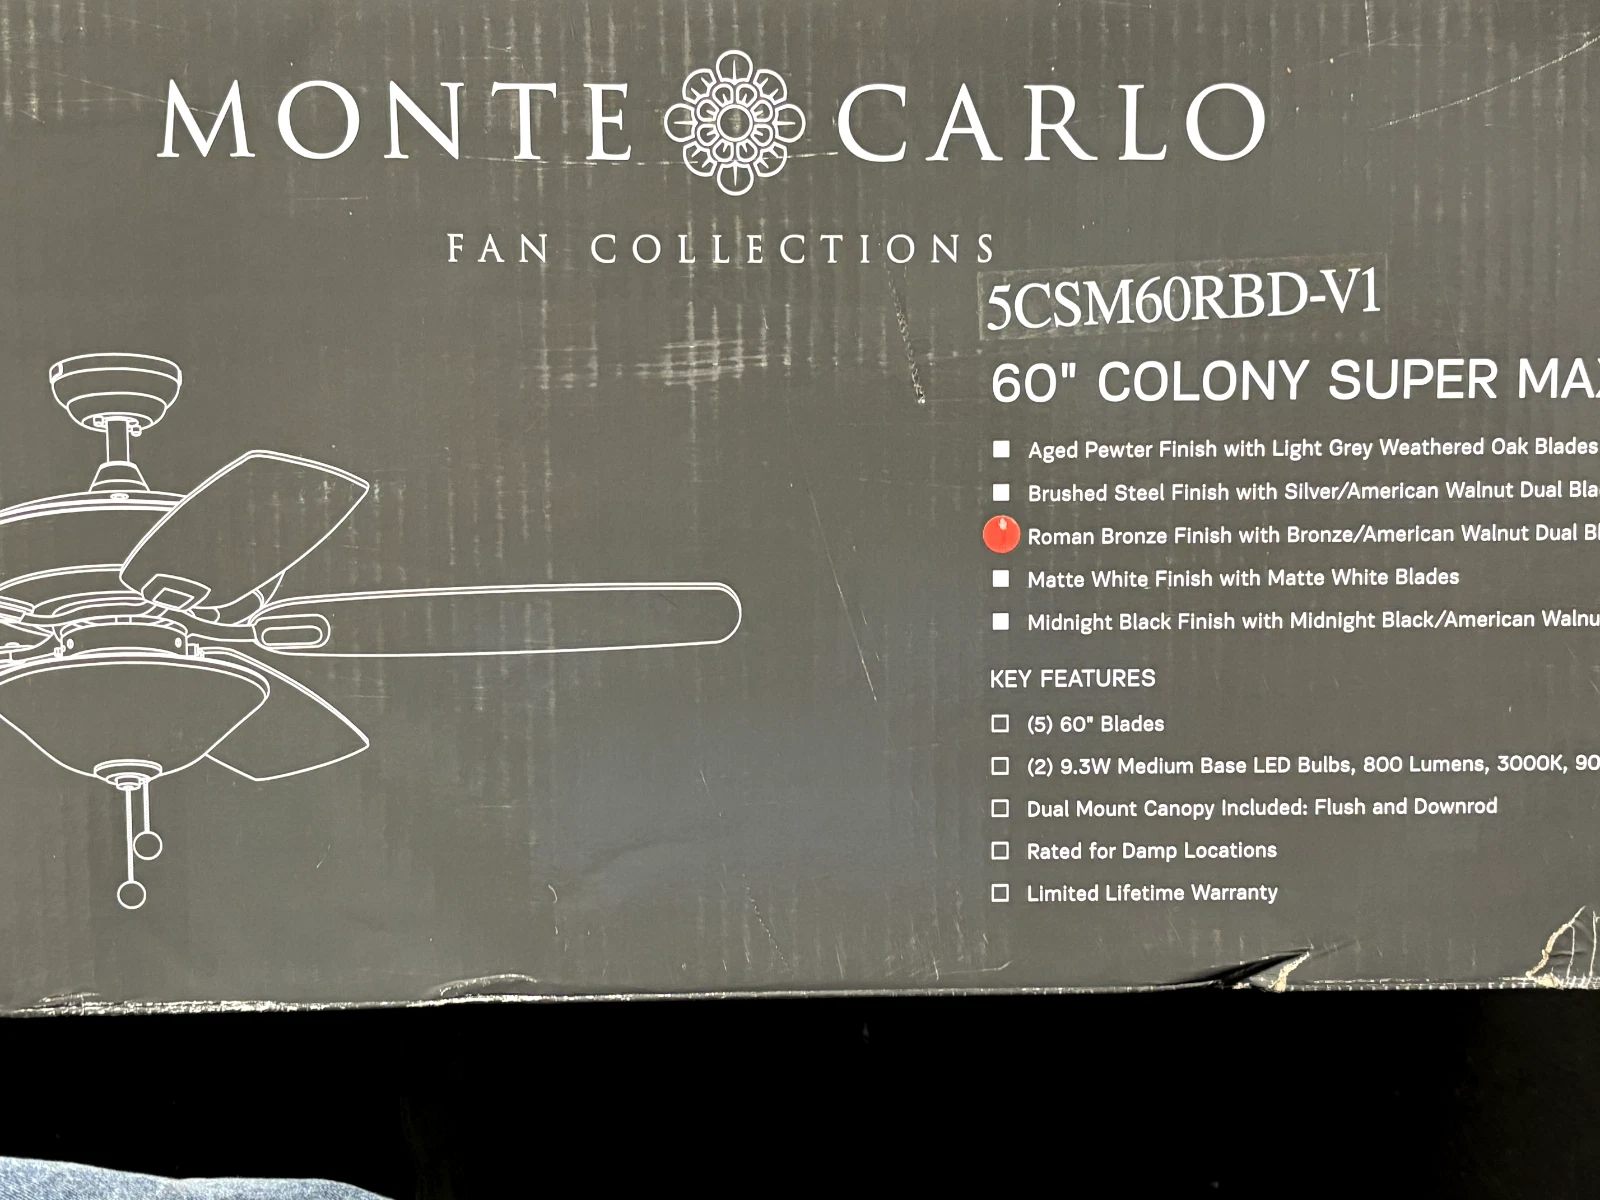 MONTE CARLO
FAN COLLECTIONS
5CSM60RBD-V1
60" COLONY SUPER MAX
Aged Pewter Finish with Light Grey Weathered Oak Blades
Brushed Steel Finish with Silver/American Walnut Dual
Roman Bronze Finish with Bronze/American Walnut Dual
Matte White Finish with Matte White Blades
Midnight Black Finish with Midnight Black/American
KEY FEATURES
(5) 60" Blades
(2) 9.3W Medium Base LED Bulbs, 800 Lumens, 3000K, 90
Dual Mount Canopy Included: Flush and Downrod
Rated for Damp Locations
Limited Lifetime Warranty